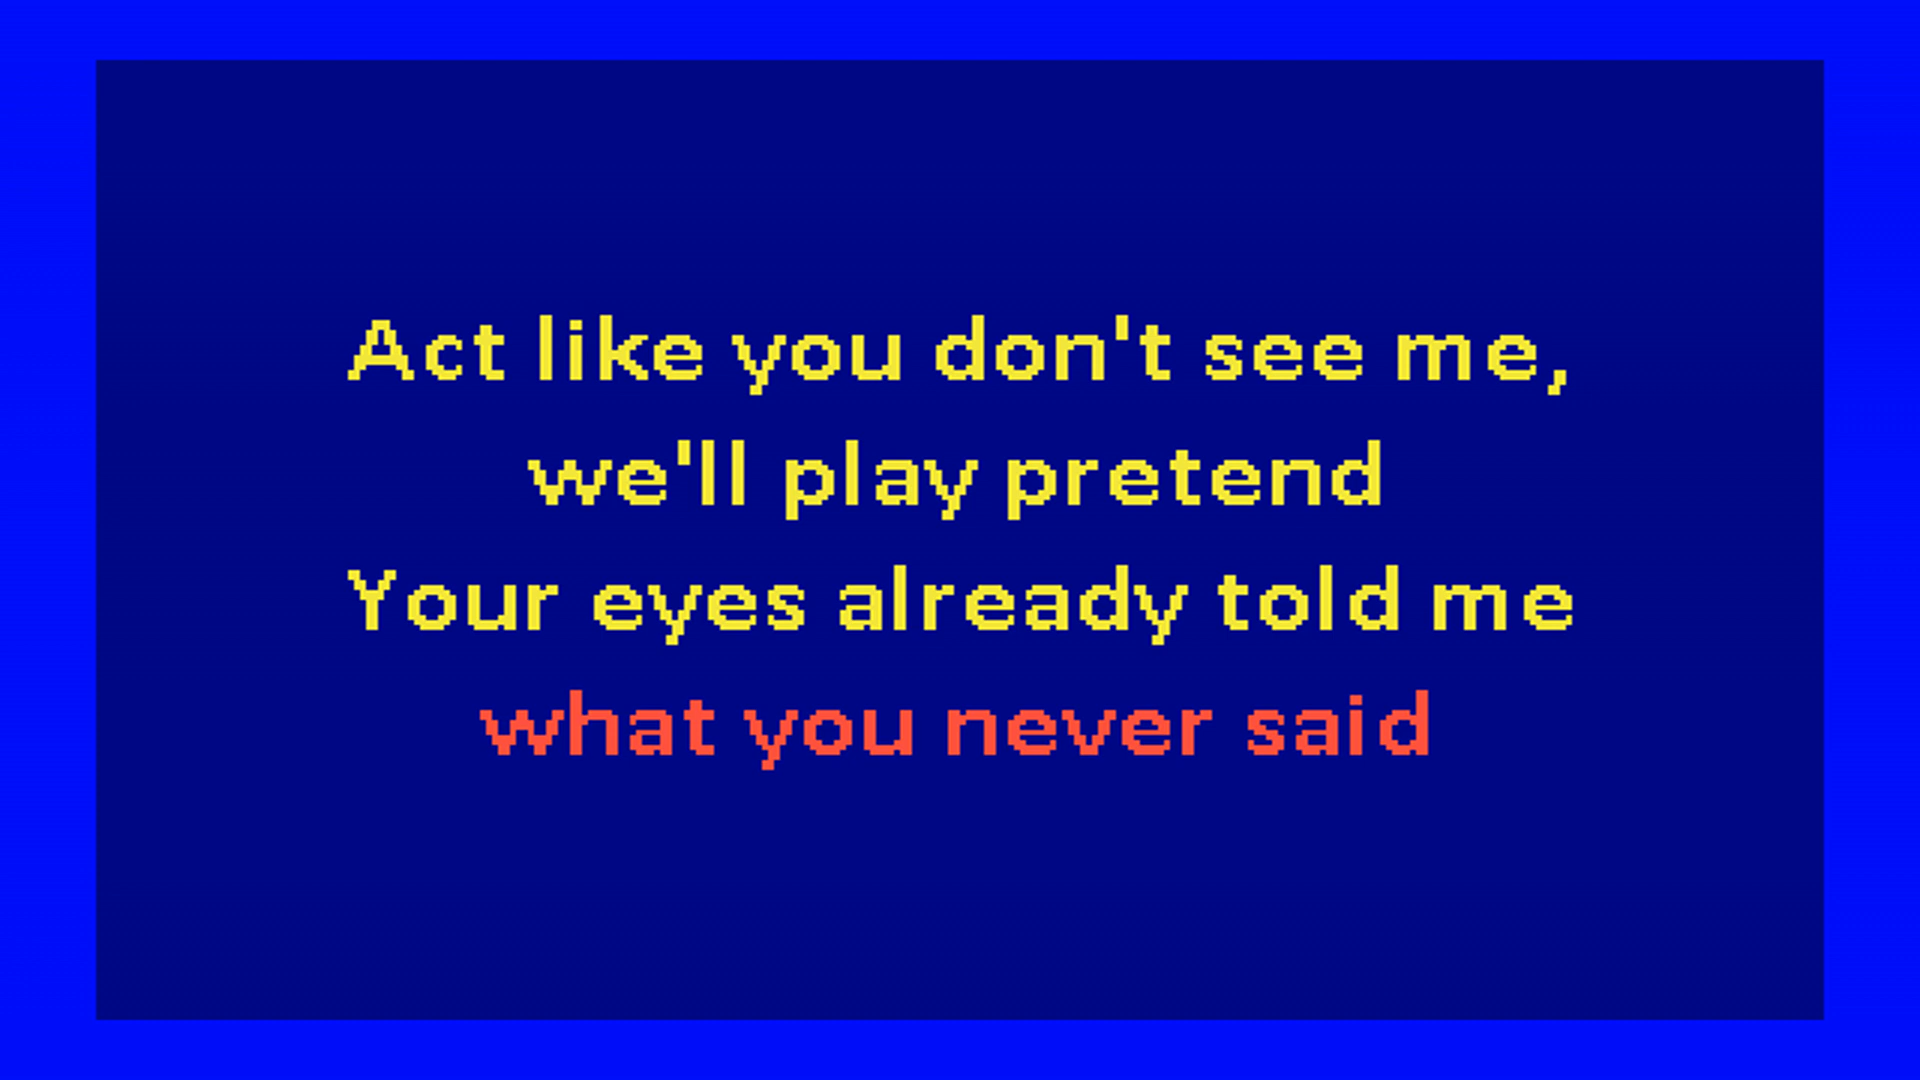 Act like you don't see me,
we'll play pretend
Your eyes already told me
what you never said